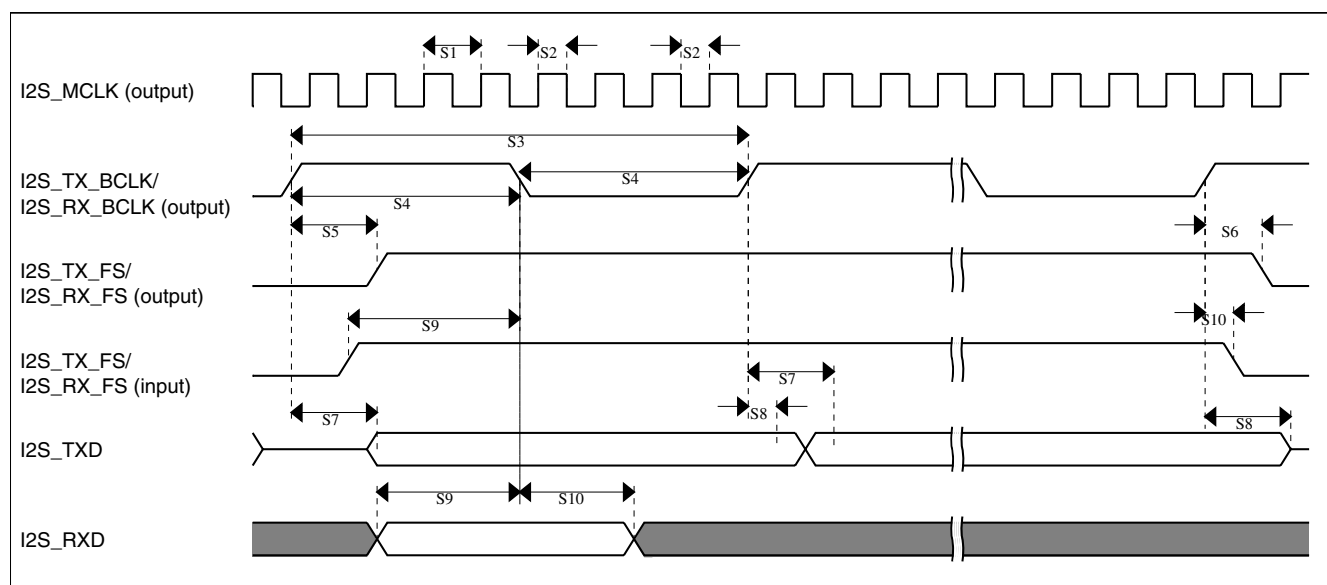 S1 S2 S2
I2S_MCLK (output)
S3
I2S_TX_BCLK/
I2S_RX_BCLK (output)
S4
S4
S5
S6
I2S_TX_FS/
I2S_RX_FS (output)
S9
S10
I2S_TX_FS/
I2S_RX_FS (input)
S7
S7
S8
S8
I2S_TXD
S9 S10
I2S_RXD